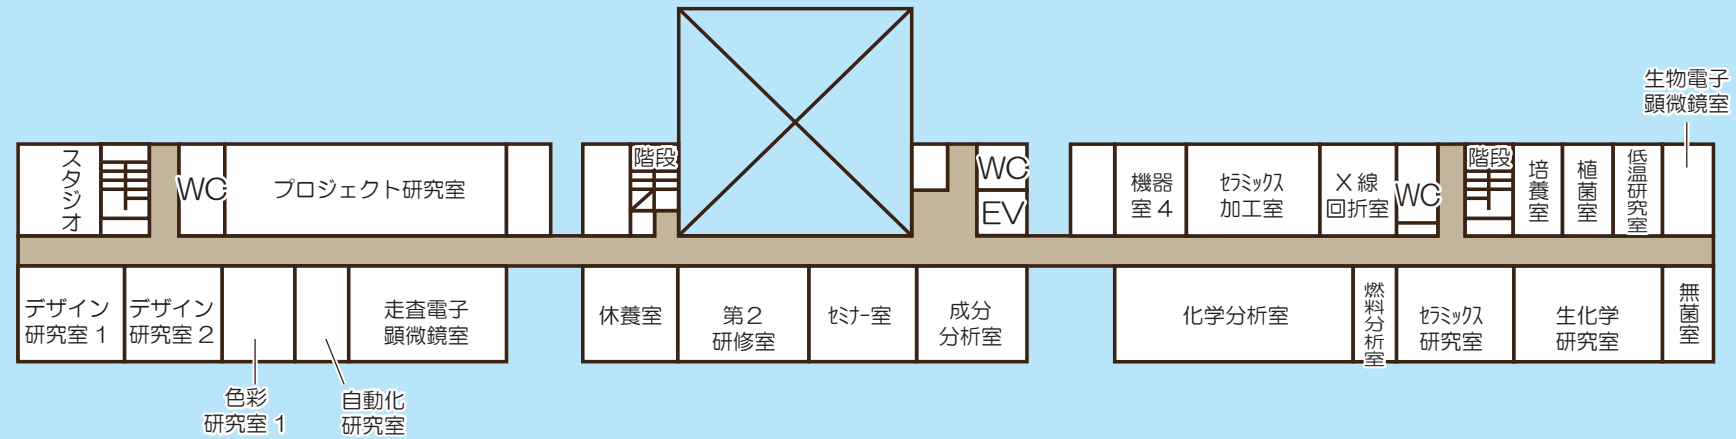 生物電子
顕微鏡室
スタジオ
WC
プロジェクト研究室
階段
WC
EV
機器
室4
ｾﾗﾐｯｸｽ
加工室
X線
回折室
WC
階段
培養室
植菌室
低温研究室
デザイン
研究室1
デザイン
研究室2
走査電子
顕微鏡室
休養室
第2
研修室
ｾﾐﾅｰ室
成分
分析室
化学分析室
燃料分析室
ｾﾗﾐｯｸｽ
研究室
生化学
研究室
無菌室
色彩
研究室1
自動化
研究室